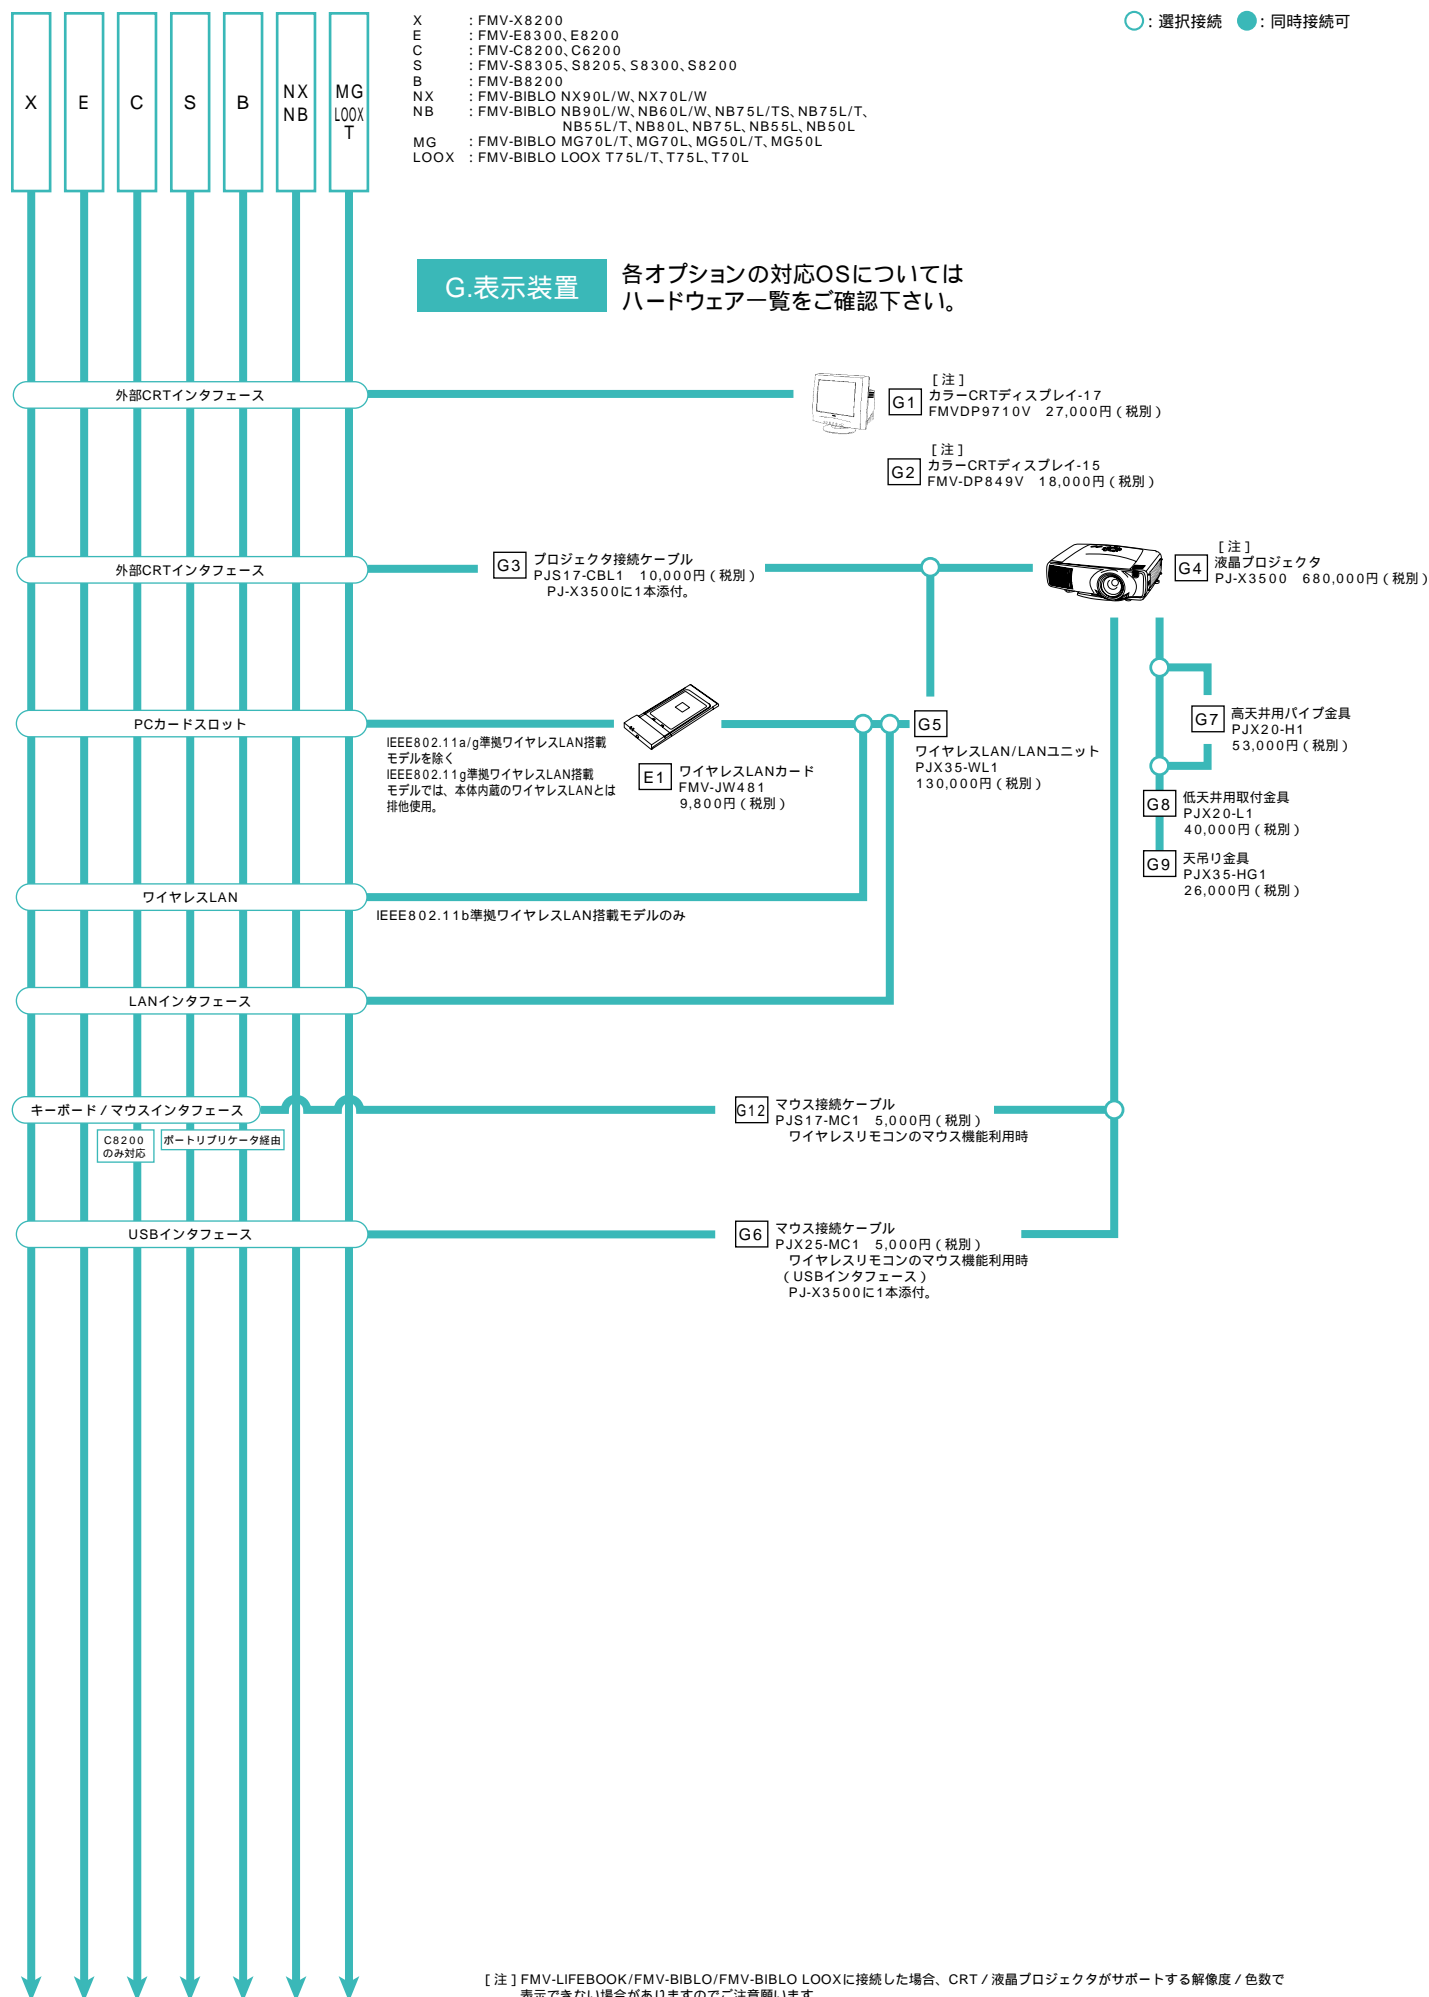 X : FMV-X8200
E : FMV-E8300、E8200
C : FMV-C8200、C6200
S : FMV-S8305、S8205、S8300、S8200
B : FMV-B8200
NX : FMV-BIBLO NX90L/W、NX70L/W
NB : FMV-BIBLO NB90L/W、NB60L/W、NB75L/TS、NB75L/T、
NB55L/T、NB80L、NB75L、NB55L、NB50L
MG : FMV-BIBLO MG70L/T、MG70L、MG50L/T、MG50L
LOOX : FMV-BIBLO LOOX T75L/T、T75L、T70L
○: 選択接続 ●: 同時接続可
X
E
C
S
B
NX
NB
MG
LOOX
T
G.表示装置
各オプションの対応OSについては
ハードウェア一覧をご確認下さい。
外部CRTインタフェース
[注]
G1 カラーCRTディスプレイ-17
FMVDP9710V 27,000円(税別)
[注]
G2 カラーCRTディスプレイ-15
FMV-DP849V 18,000円(税別)
外部CRTインタフェース
G3 プロジェクタ接続ケーブル
PJS17-CBL1 10,000円(税別)
PJ-X3500に1本添付。
[注]
G4 液晶プロジェクタ
PJ-X3500 680,000円(税別)
PCカードスロット
IEEE802.11a/g準拠ワイヤレスLAN搭載
モデルを除く
IEEE802.11g準拠ワイヤレスLAN搭載
モデルでは、本体内蔵のワイヤレスLANとは
排他使用。
E1 ワイヤレスLANカード
FMV-JW481
9,800円(税別)
G5
ワイヤレスLAN/LANユニット
PJX35-WL1
130,000円(税別)
G7 高天井用パイプ金具
PJX20-H1
53,000円(税別)
G8 低天井用取付金具
PJX20-L1
40,000円(税別)
G9 天吊り金具
PJX35-HG1
26,000円(税別)
ワイヤレスLAN
IEEE802.11b準拠ワイヤレスLAN搭載モデルのみ
LANインタフェース
キーボード/マウスインタフェース
C8200
のみ対応
ポートリプリケータ経由
G12 マウス接続ケーブル
PJS17-MC1 5,000円(税別)
ワイヤレスリモコンのマウス機能利用時
USBインタフェース
G6 マウス接続ケーブル
PJX25-MC1 5,000円(税別)
ワイヤレスリモコンのマウス機能利用時
(USBインタフェース)
PJ-X3500に1本添付。
[注] FMV-LIFEBOOK/FMV-BIBLO/FMV-BIBLO LOOXに接続した場合、CRT/液晶プロジェクタがサポートする解像度/色数で
表示できない場合がありますのでご注意願います